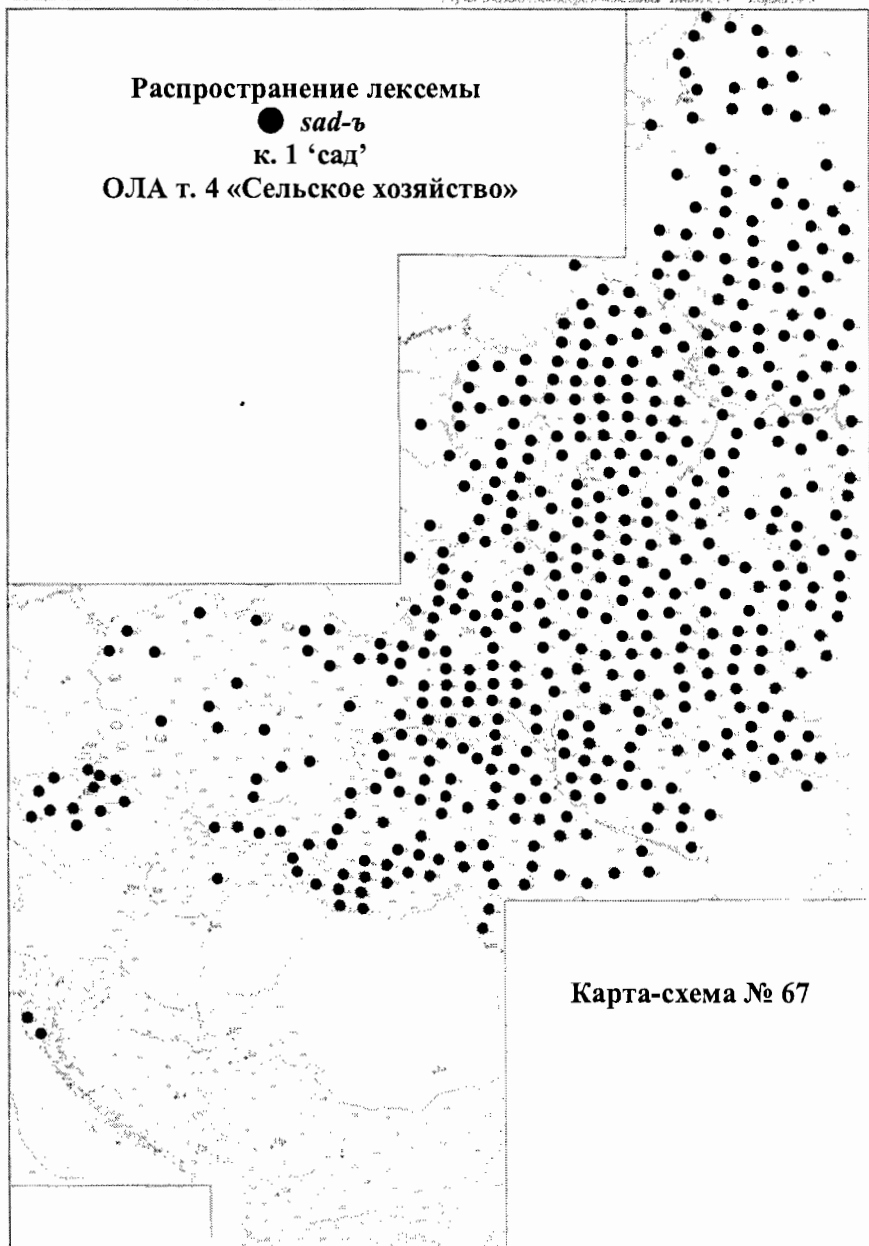 Распространение лексемы
● sad-ъ
к. 1 ‘сад’
ОЛА т. 4 «Сельское хозяйство»
Карта-схема № 67